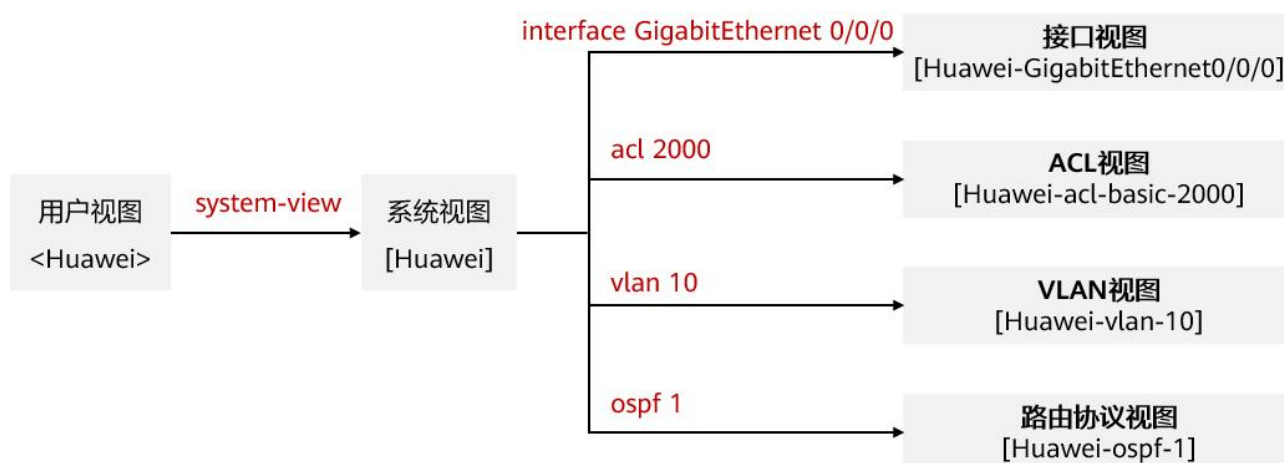 interface GigabitEthernet 0/0/0
接口视图
[Huawei-GigabitEthernet0/0/0]
acl 2000
ACL视图
[Huawei-acl-basic-2000]
用户视图
<Huawei>
system-view
系统视图
[Huawei]
vlan 10
VLAN视图
[Huawei-vlan-10]
ospf 1
路由协议视图
[Huawei-ospf-1]